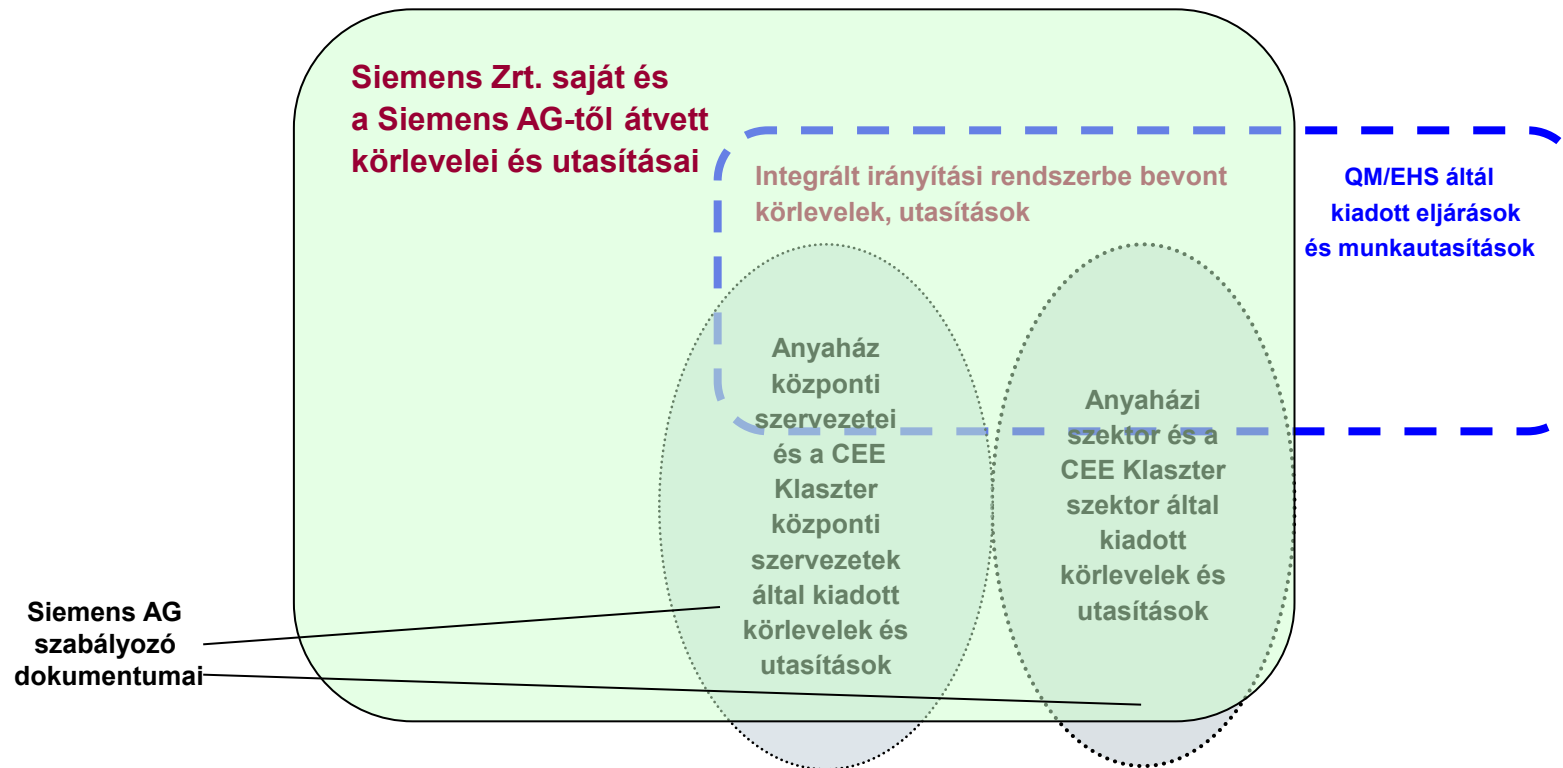 Siemens Zrt. saját és
a Siemens AG-től átvett
körlevelei és utasításai
Integrált irányítási rendszerbe bevont
körlevelek, utasítások
QM/EHS által
kiadott eljárások
és munkautasítások
Anyaház
központi
szervezetei
és a CEE
Klaszter
központi
szervezetek
által kiadott
körlevelek és
utasítások
Anyaházi
szektor és a
CEE Klaszter
szektor által
kiadott
körlevelek és
utasítások
Siemens AG
szabályozó
dokumentumai